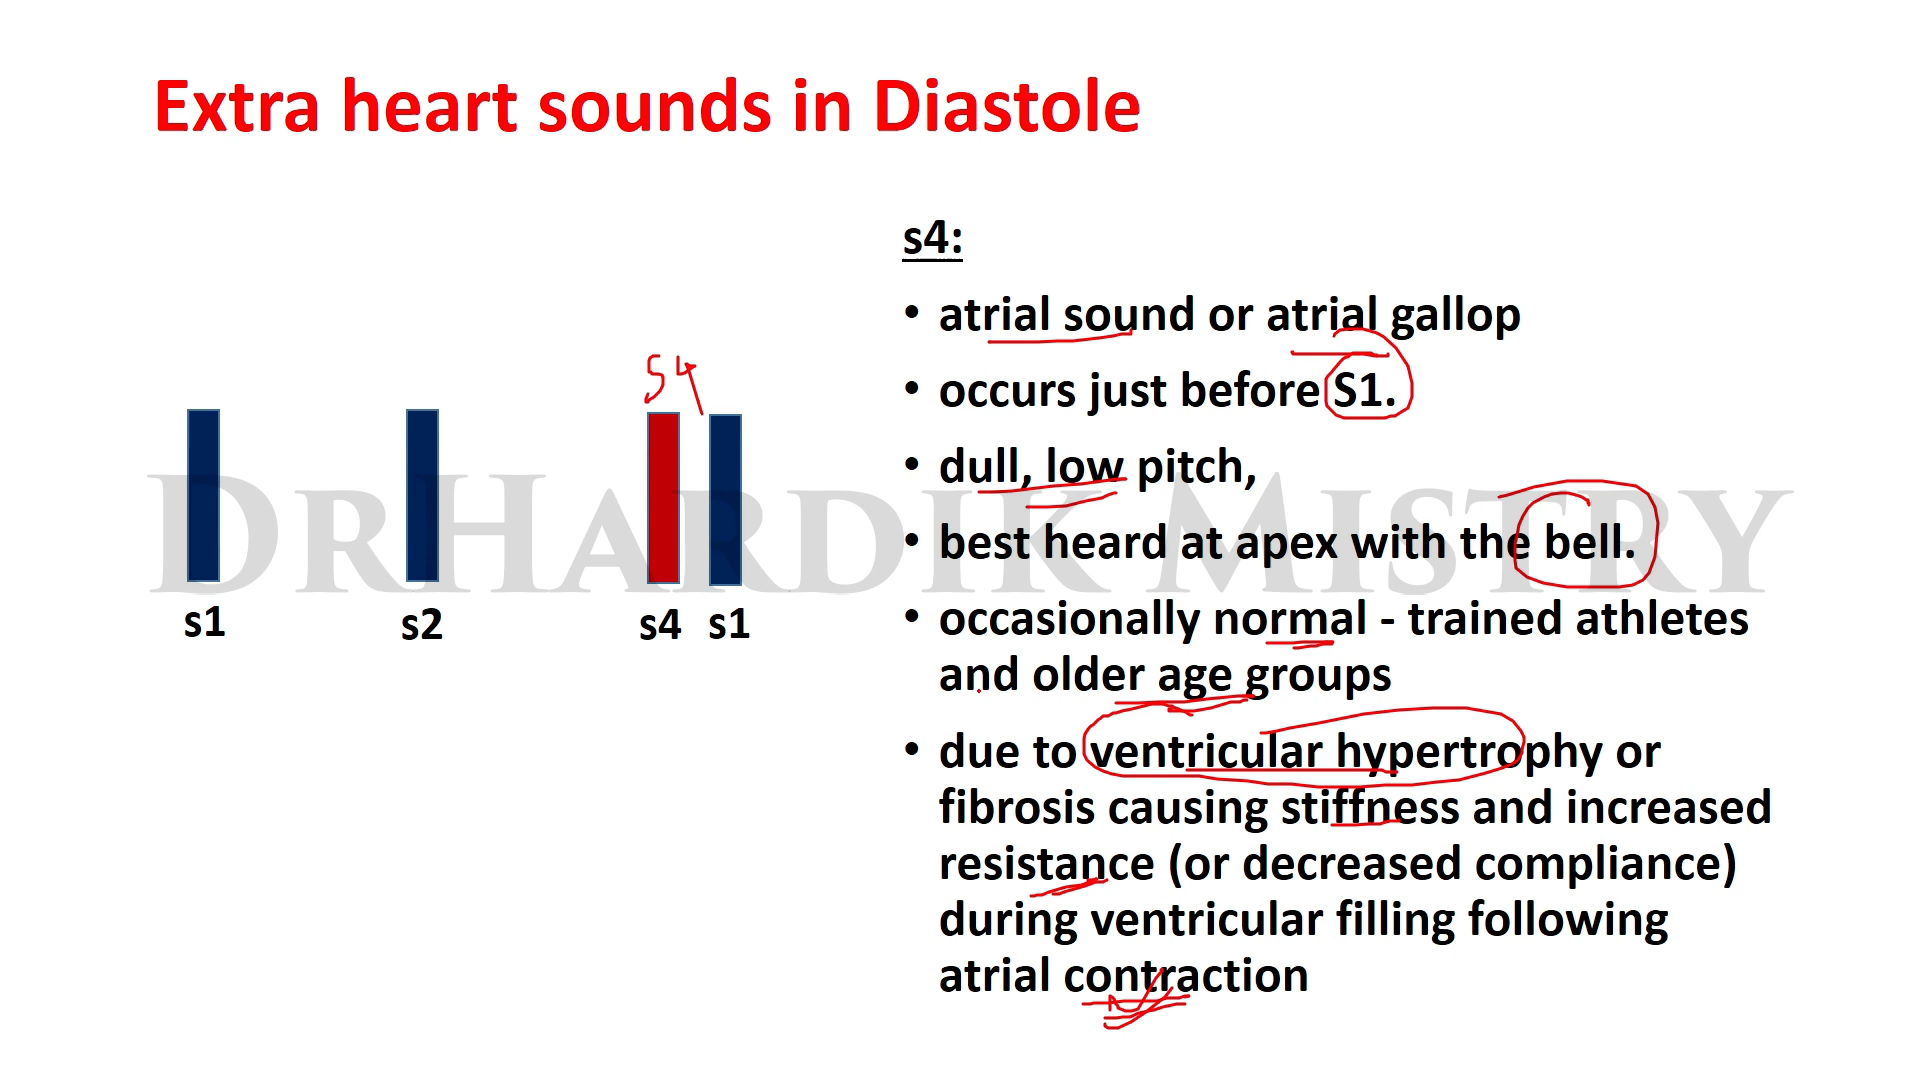 Extra heart sounds in Diastole
s4:
• atrial sound or atrial gallop
• occurs just before S1.
• dull, low pitch,
• best heard at apex with the bell.
• occasionally normal - trained athletes
and older age groups
• due to ventricular hypertrophy or
fibrosis causing stiffness and increased
resistance (or decreased compliance)
during ventricular filling following
atrial contraction
S4
s1 s2 s4 s1
DrHardik Mistry